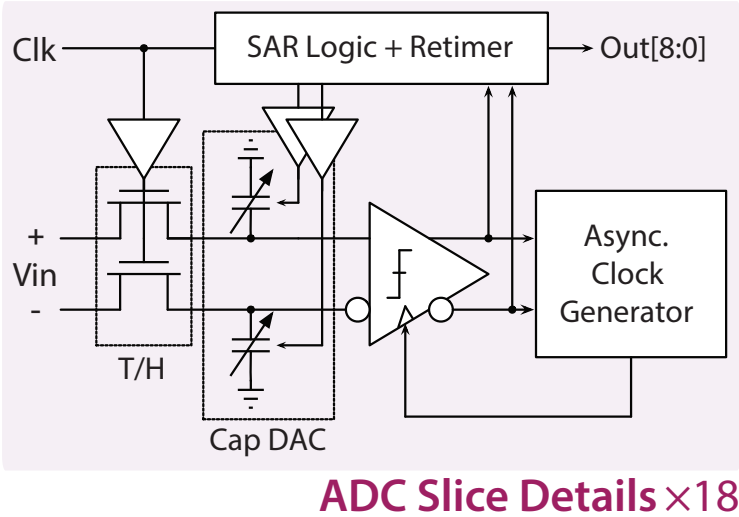 Clk
SAR Logic + Retimer
Out[8:0]
+
Vin
-
T/H
Cap DAC
Async.
Clock
Generator
ADC Slice Details ×18